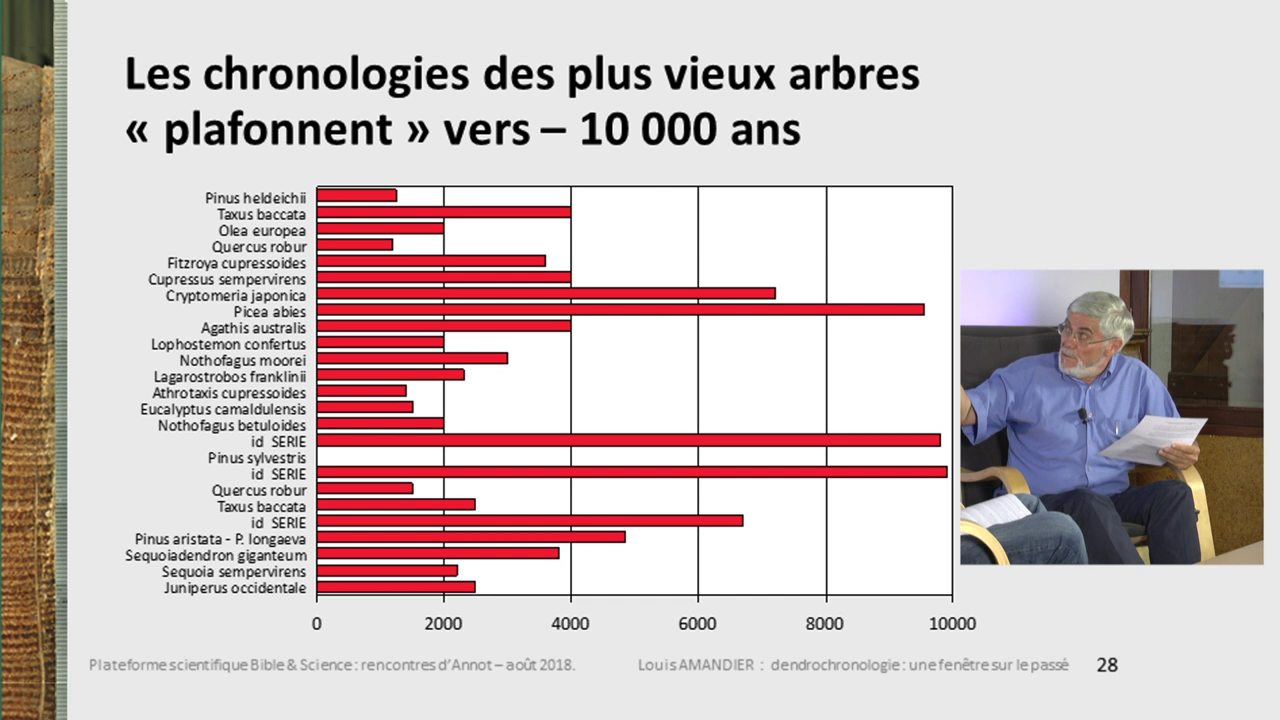 Les chronologies des plus vieux arbres
« plafonnent » vers – 10 000 ans
Pinus heldeichii
Taxus baccata
Olea europea
Quercus robur
Fitzroya cupressoides
Cupressus sempervirens
Cryptomeria japonica
Picea abies
Agathis australis
Lophostemon confertus
Nothofagus moorei
Lagarostrobos franklinii
Athrotaxis cupressoides
Eucalyptus camaldulensis
Nothofagus betuloides
id SERIE
Pinus sylvestris
id SERIE
Quercus robur
Taxus baccata
id SERIE
Pinus aristata - P. longaeva
Sequoiadendron giganteum
Sequoia sempervirens
Juniperus occidentale
0 2000 4000 6000 8000 10000
Plateforme scientifique Bible & Science : rencontres d'Annot – août 2018. Louis AMANDIER : dendrochronologie : une fenêtre sur le passé 28